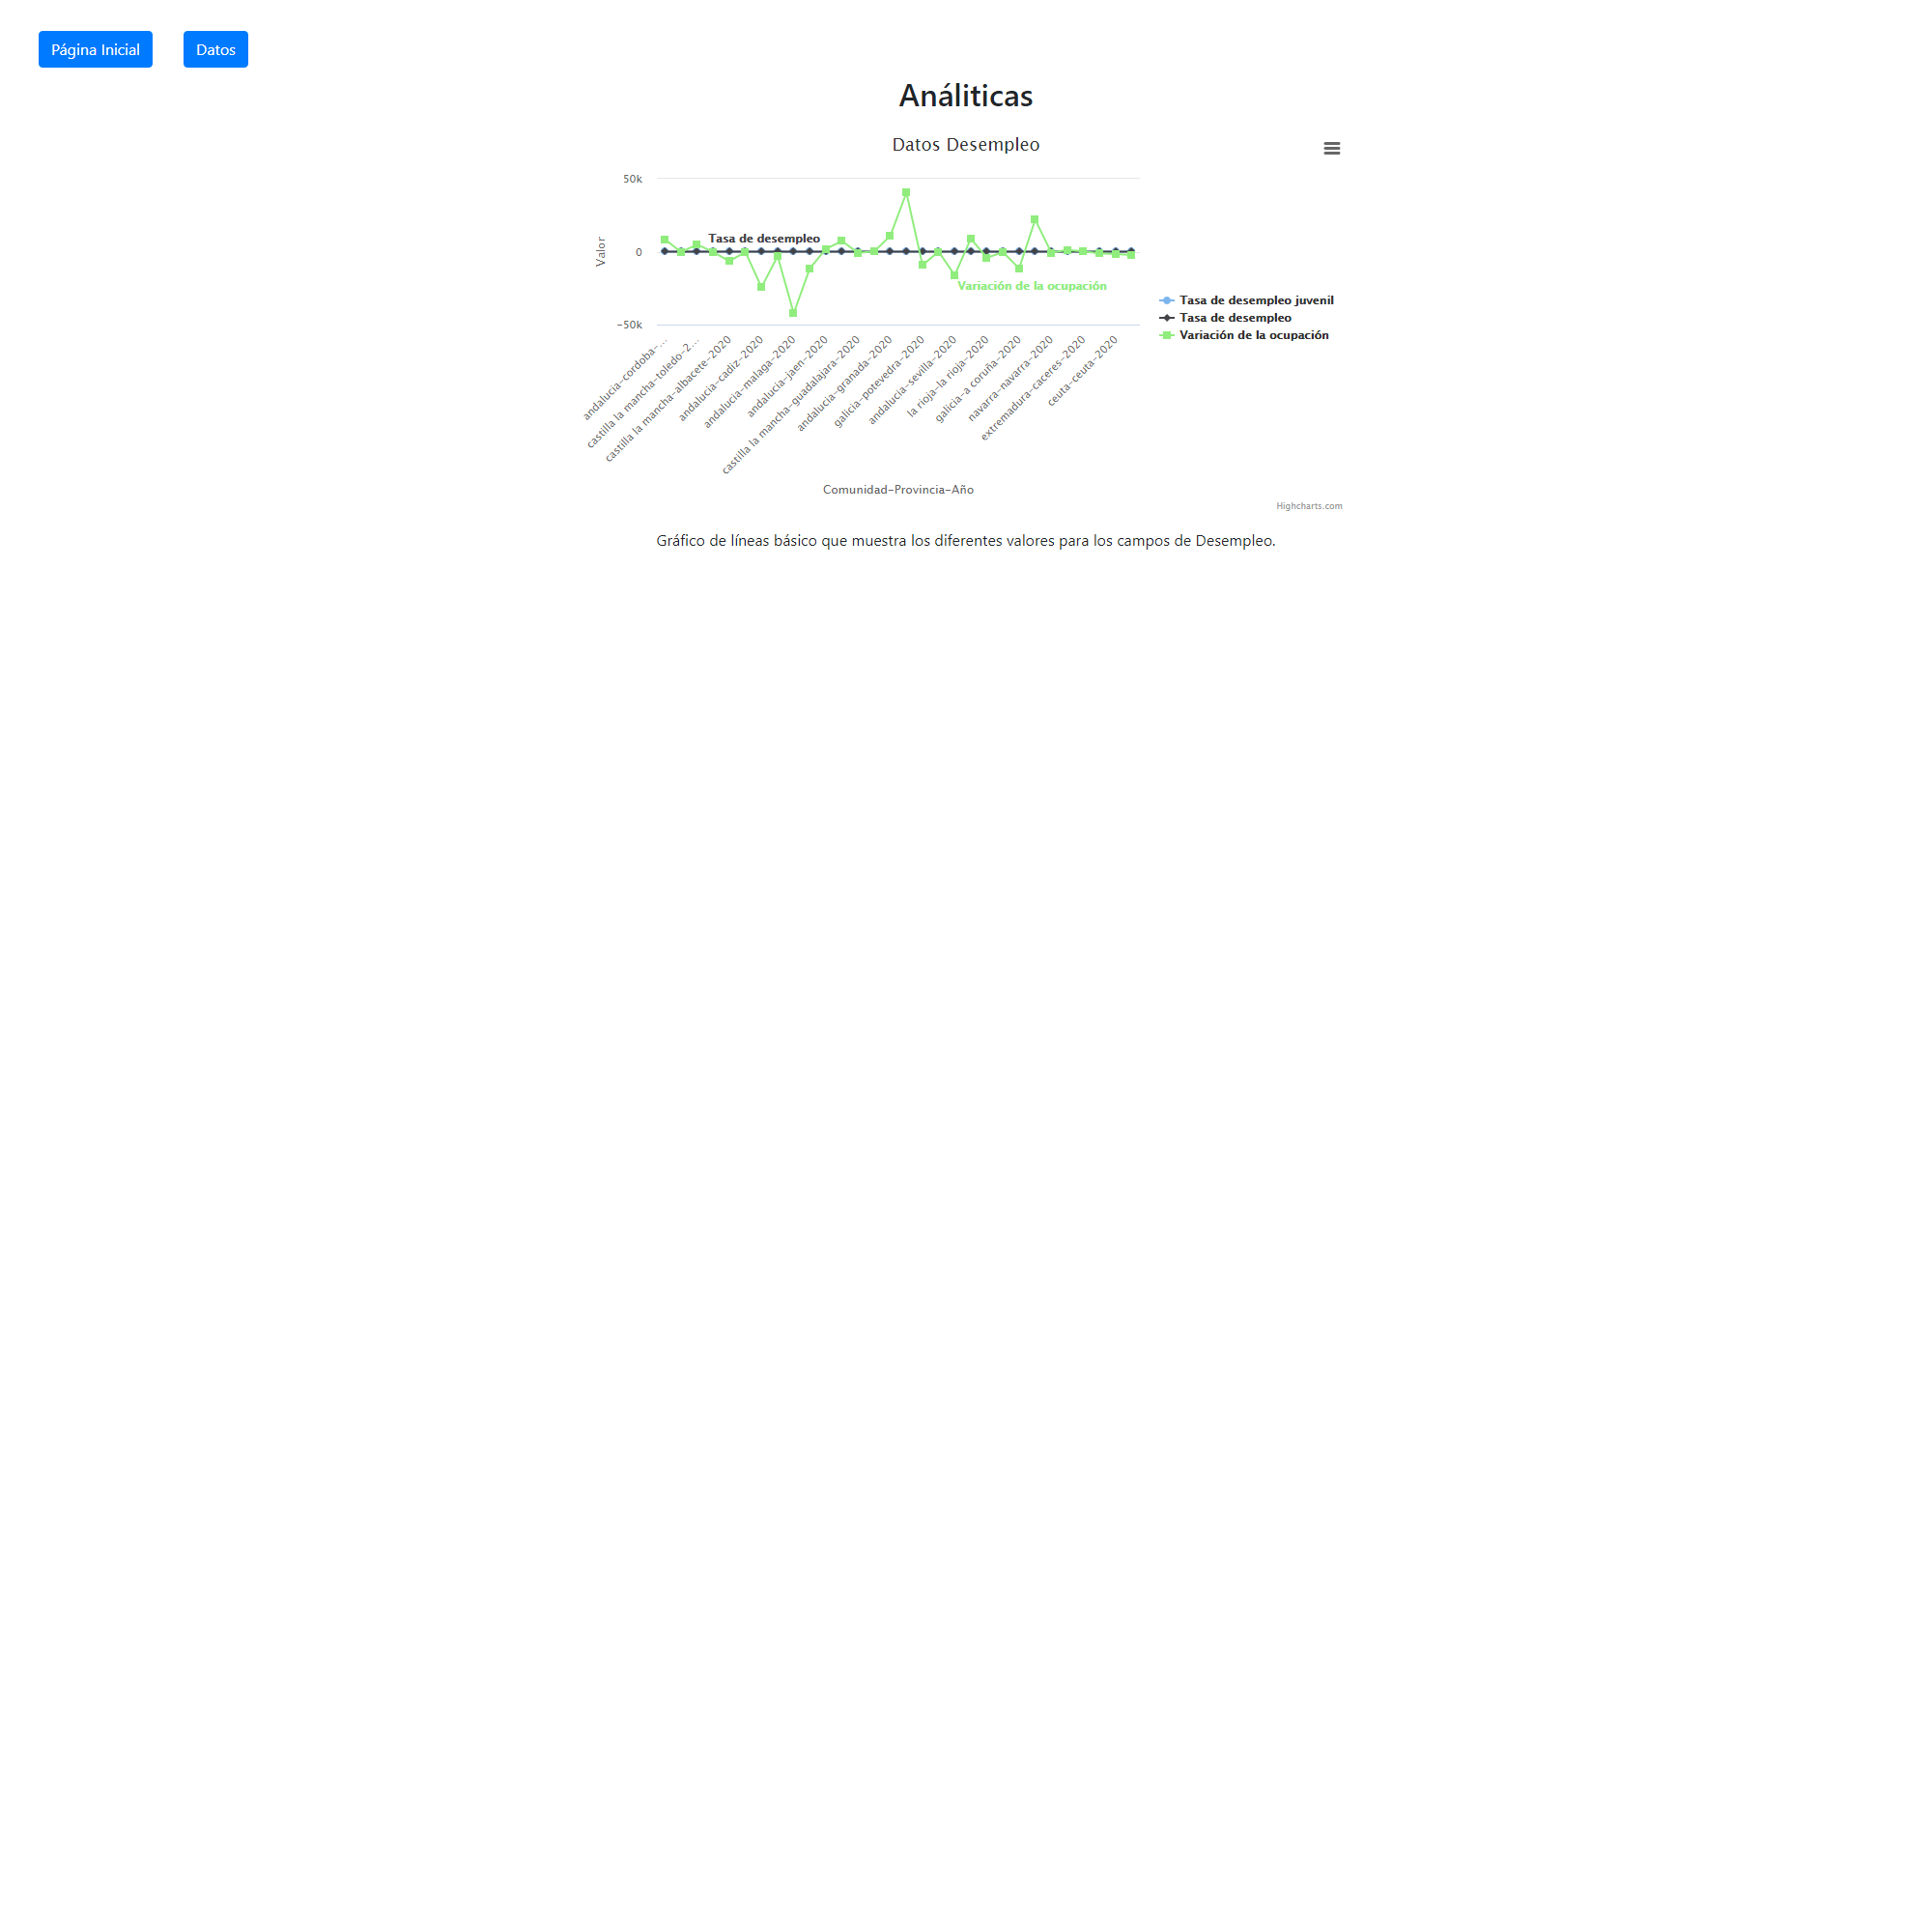 Página Inicial Datos
Análiticas
Datos Desempleo
Valor
50k
0
-50k
Tasa de desempleo
Variación de la ocupación
Tasa de desempleo juvenil
Tasa de desempleo
Variación de la ocupación
andalucia-cordoba-...
castilla la mancha-toledo-2...
castilla la mancha-albacete-2020
andalucia-cadiz-2020
andalucia-malaga-2020
andalucia-jaen-2020
castilla la mancha-guadalajara-2020
andalucia-granada-2020
galicia-potevedra-2020
andalucia-sevilla-2020
la rioja-la rioja-2020
galicia-a coruña-2020
navarra-navarra-2020
extremadura-caceres-2020
ceuta-ceuta-2020
Comunidad-Provincia-Año
Highcharts.com
Gráfico de líneas básico que muestra los diferentes valores para los campos de Desempleo.